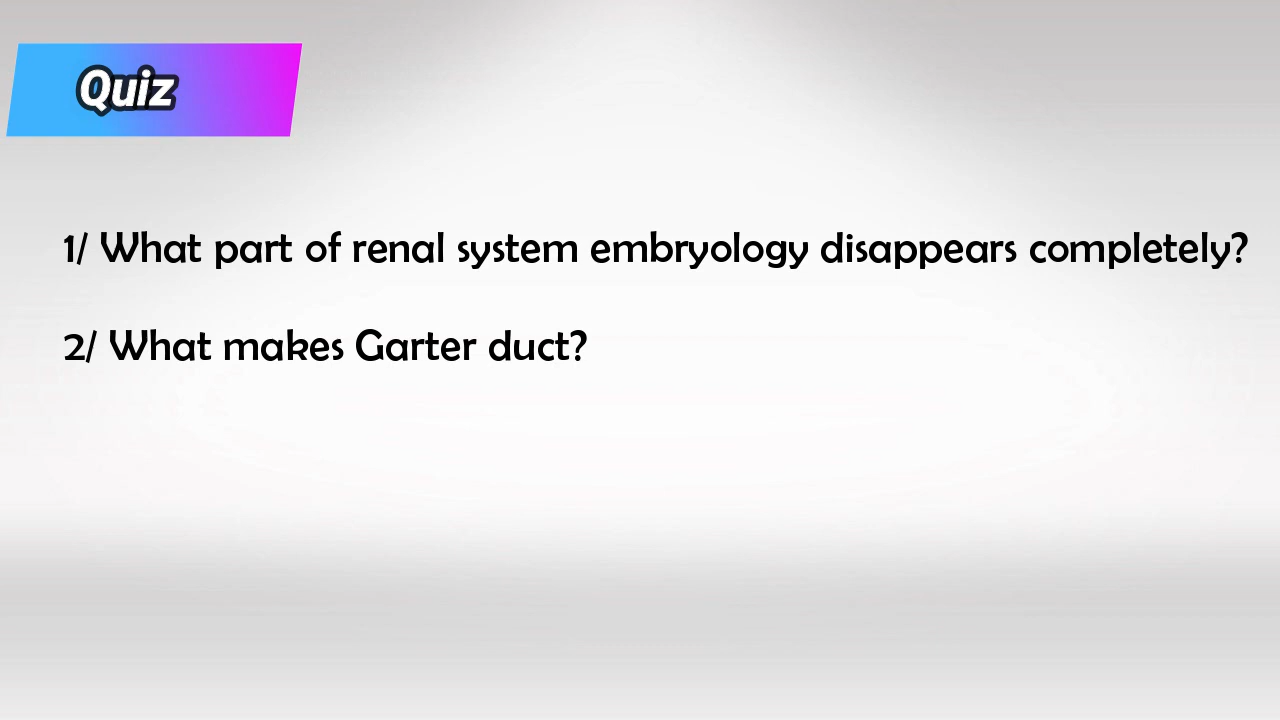 Quiz
1/ What part of renal system embryology disappears completely?
2/ What makes Garter duct?